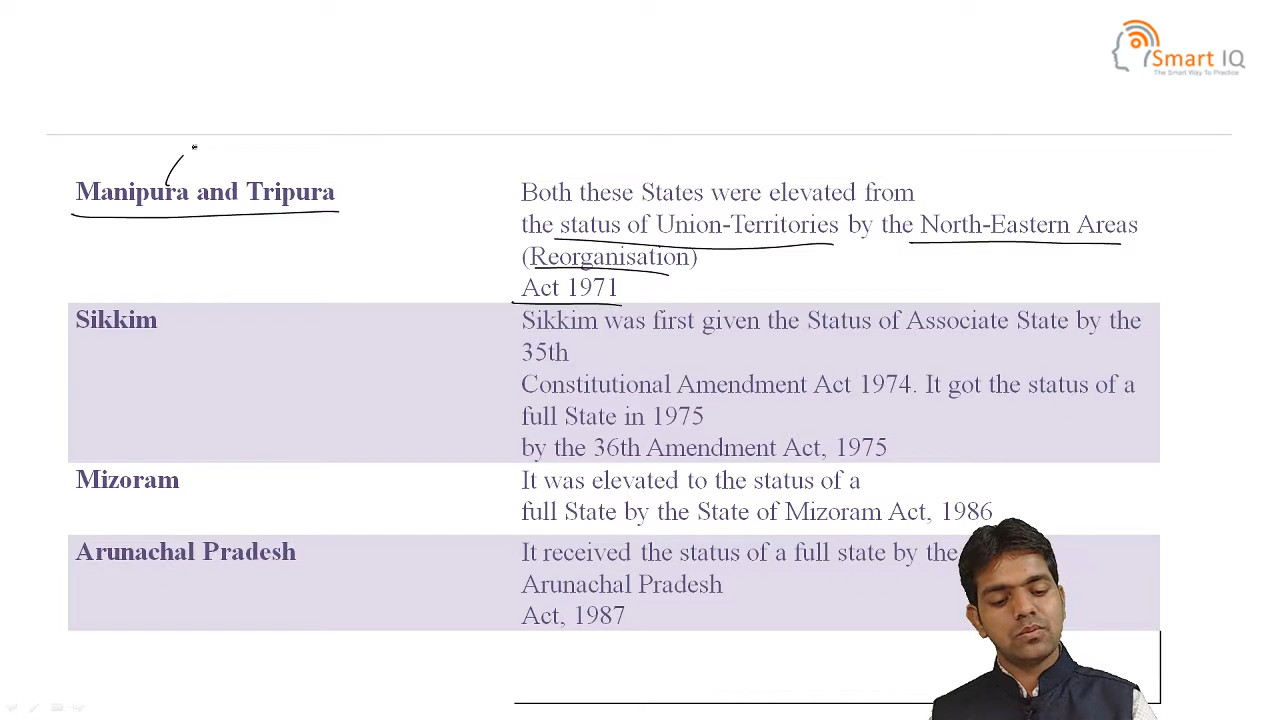 Smart IQ
The Smart Way To Practice
Manipura and Tripura
Both these States were elevated from
the status of Union-Territories by the North-Eastern Areas
(Reorganisation)
Act 1971
Sikkim
Sikkim was first given the Status of Associate State by the
35th
Constitutional Amendment Act 1974. It got the status of a
full State in 1975
by the 36th Amendment Act, 1975
Mizoram
It was elevated to the status of a
full State by the State of Mizoram Act, 1986
Arunachal Pradesh
It received the status of a full state by the
Arunachal Pradesh
Act, 1987